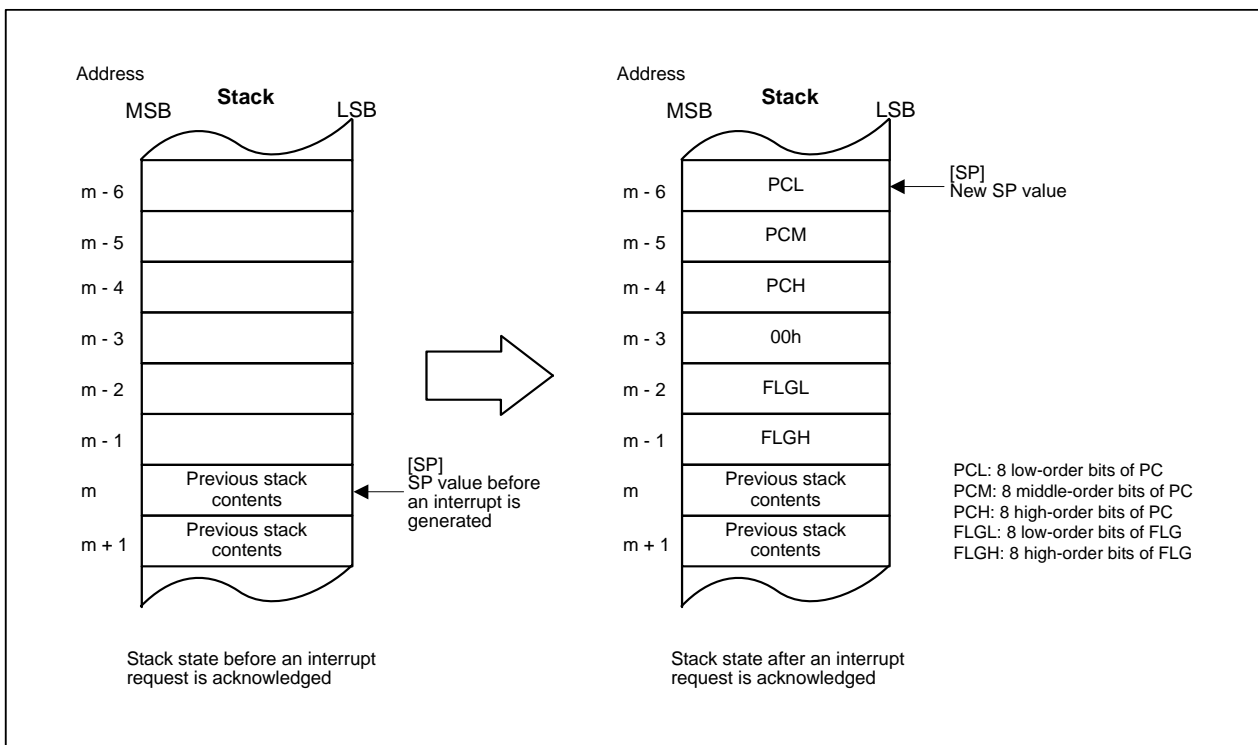 Address
MSB
Stack
LSB
m - 6
m - 5
m - 4
m - 3
m - 2
m - 1
m
Previous stack
contents
m + 1
Previous stack
contents
[SP]
SP value before
an interrupt is
generated
Stack state before an interrupt
request is acknowledged
Address
MSB
Stack
LSB
m - 6
PCL
[SP]
New SP value
m - 5
PCM
m - 4
PCH
m - 3
00h
m - 2
FLGL
m - 1
FLGH
m
Previous stack
contents
m + 1
Previous stack
contents
PCL: 8 low-order bits of PC
PCM: 8 middle-order bits of PC
PCH: 8 high-order bits of PC
FLGL: 8 low-order bits of FLG
FLGH: 8 high-order bits of FLG
Stack state after an interrupt
request is acknowledged